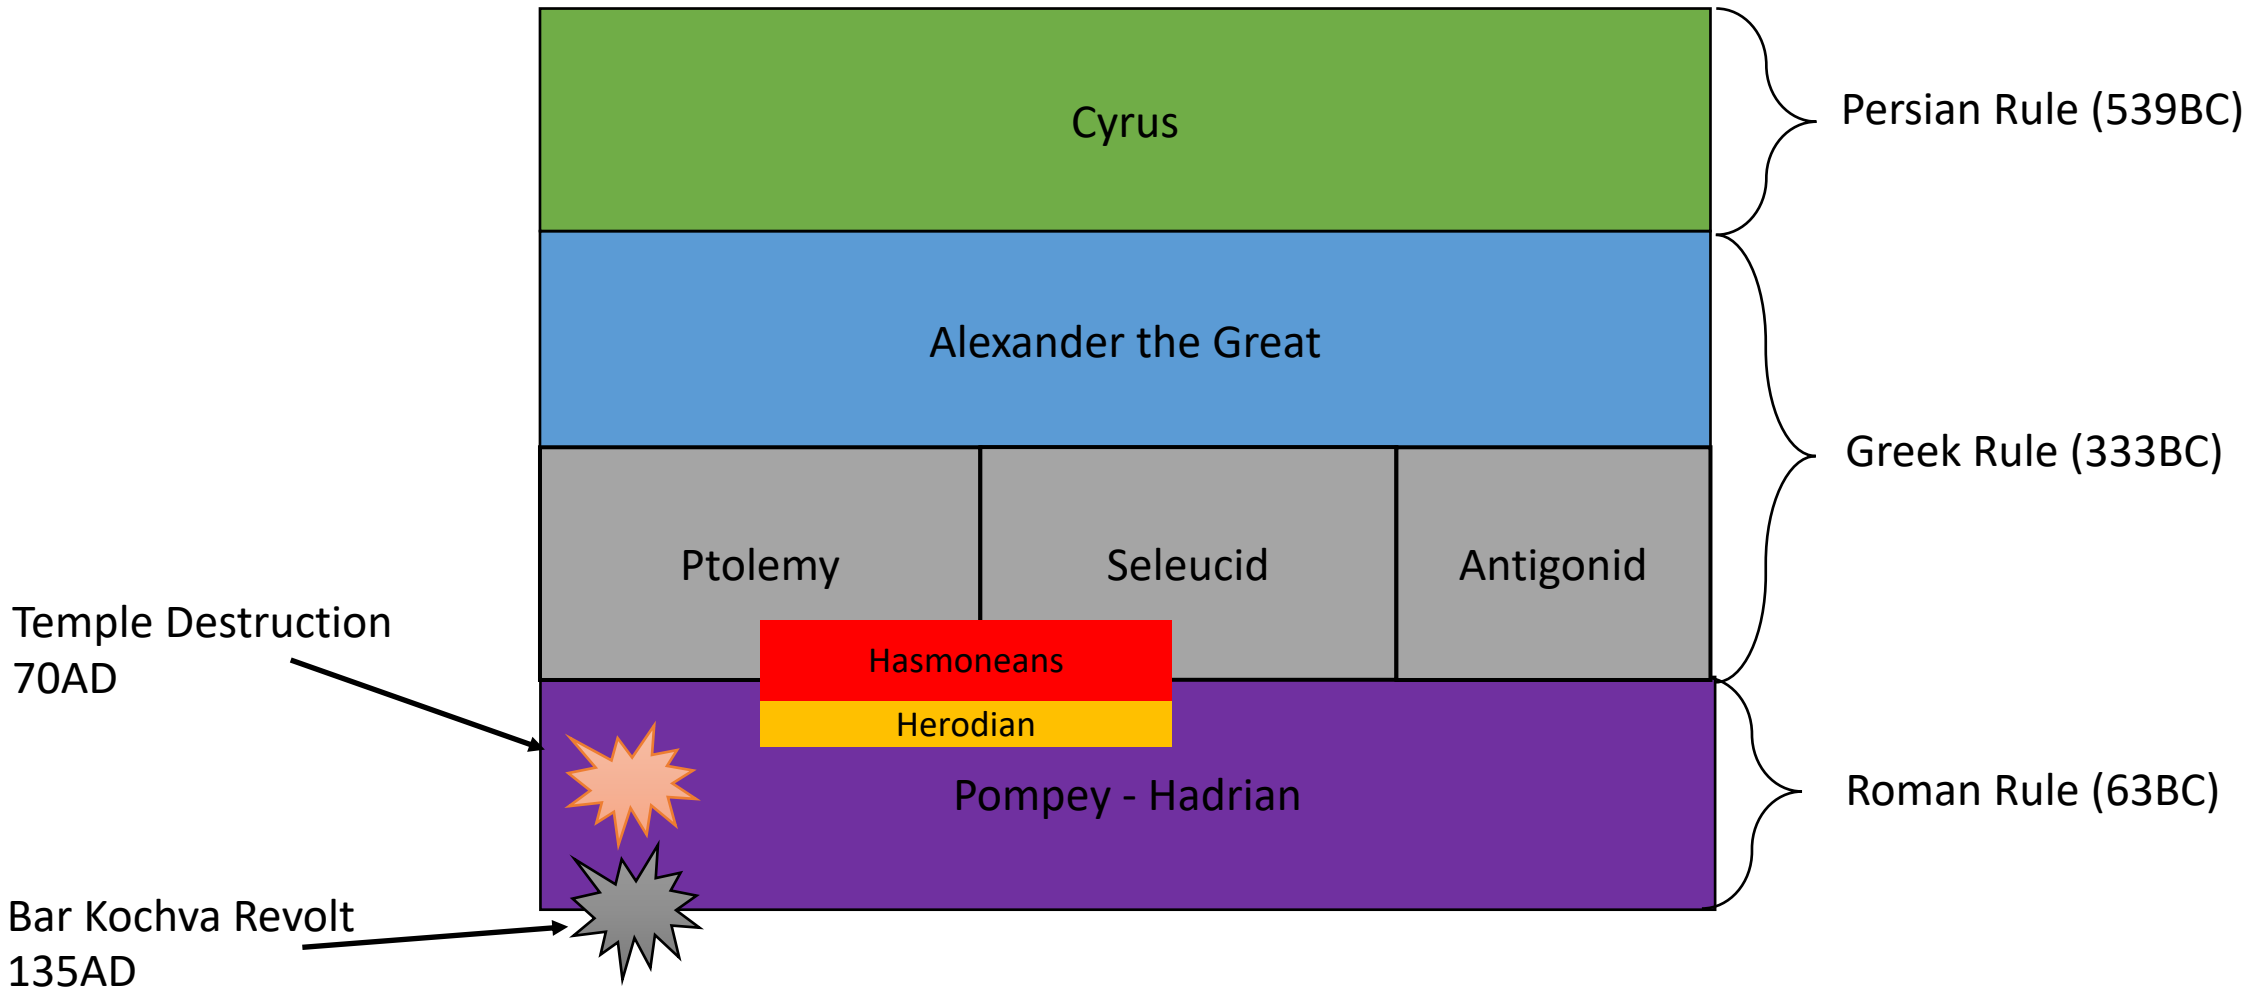 Cyrus
Persian Rule (539BC)
Alexander the Great
Greek Rule (333BC)
Ptolemy
Seleucid
Antigonid
Temple Destruction
70AD
Hasmoneans
Herodian
Pompey - Hadrian
Roman Rule (63BC)
Bar Kochva Revolt
135AD